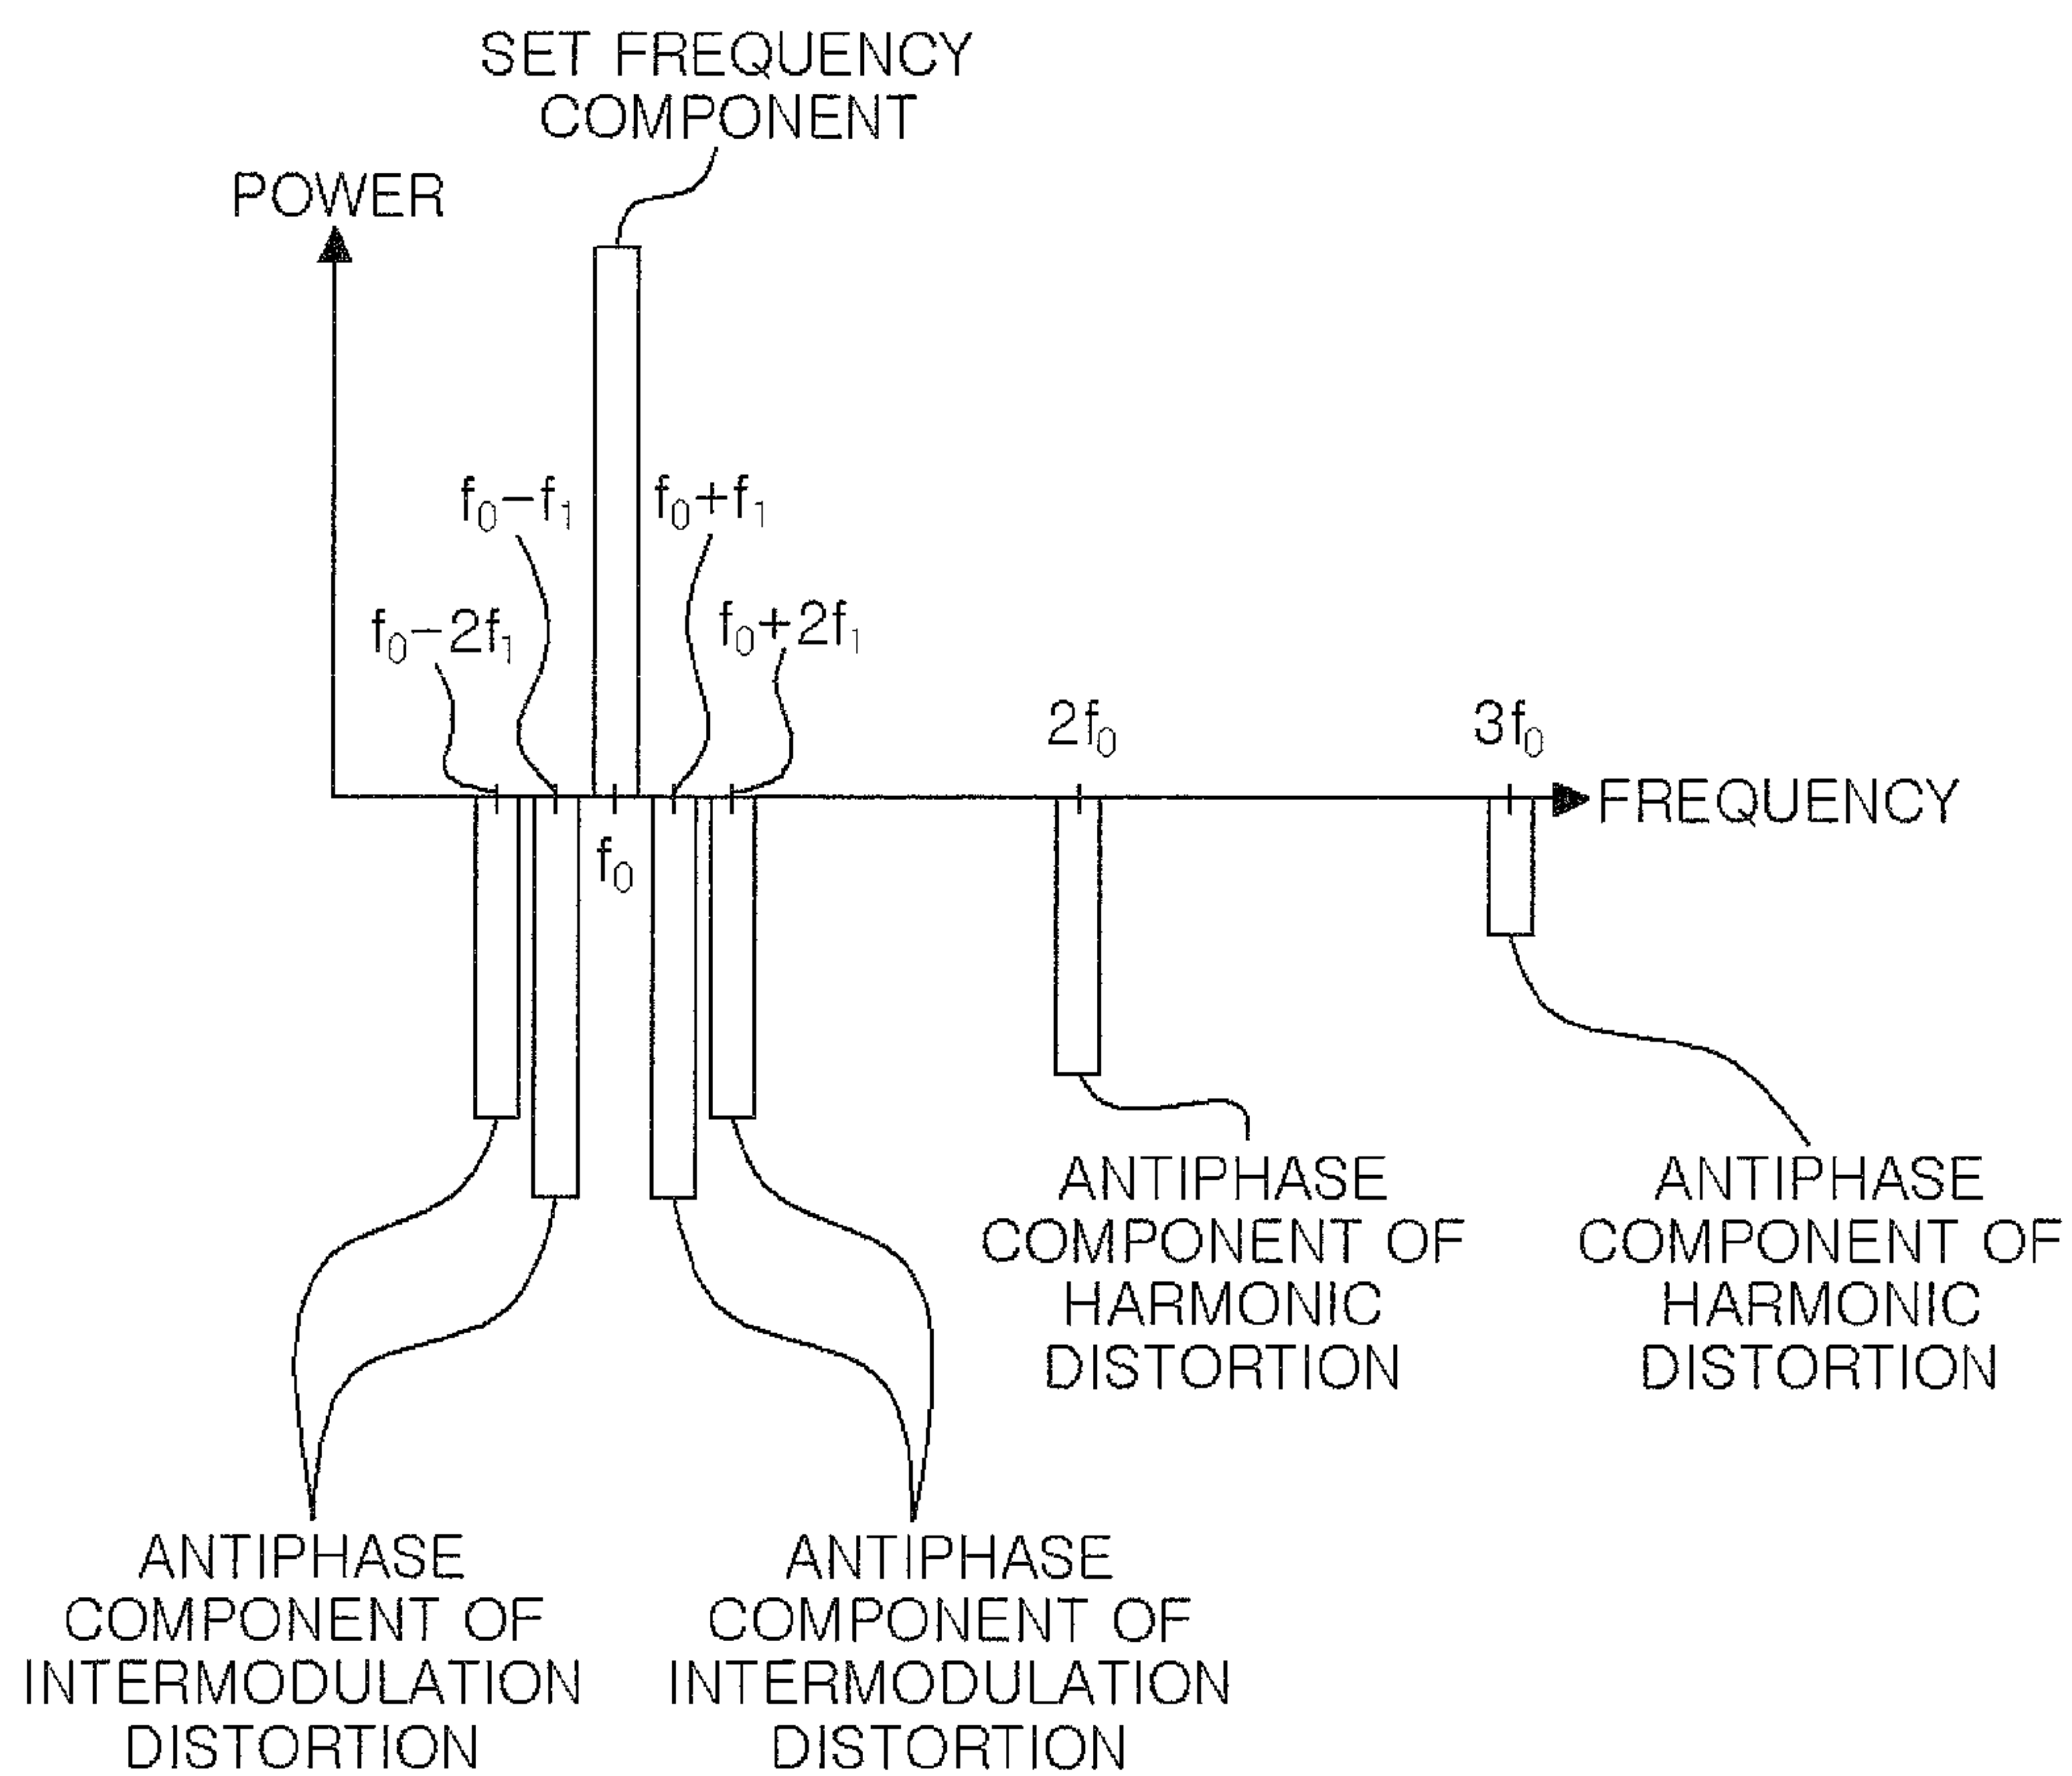 SET FREQUENCY
COMPONENT
POWER
f₀−f₁
f₀+f₁
f₀−2f₁
f₀+2f₁
2f₀
3f₀
FREQUENCY
f₀
ANTIPHASE
COMPONENT OF
HARMONIC
DISTORTION
ANTIPHASE
COMPONENT OF
HARMONIC
DISTORTION
ANTIPHASE
COMPONENT OF
INTERMODULATION
DISTORTION
ANTIPHASE
COMPONENT OF
INTERMODULATION
DISTORTION